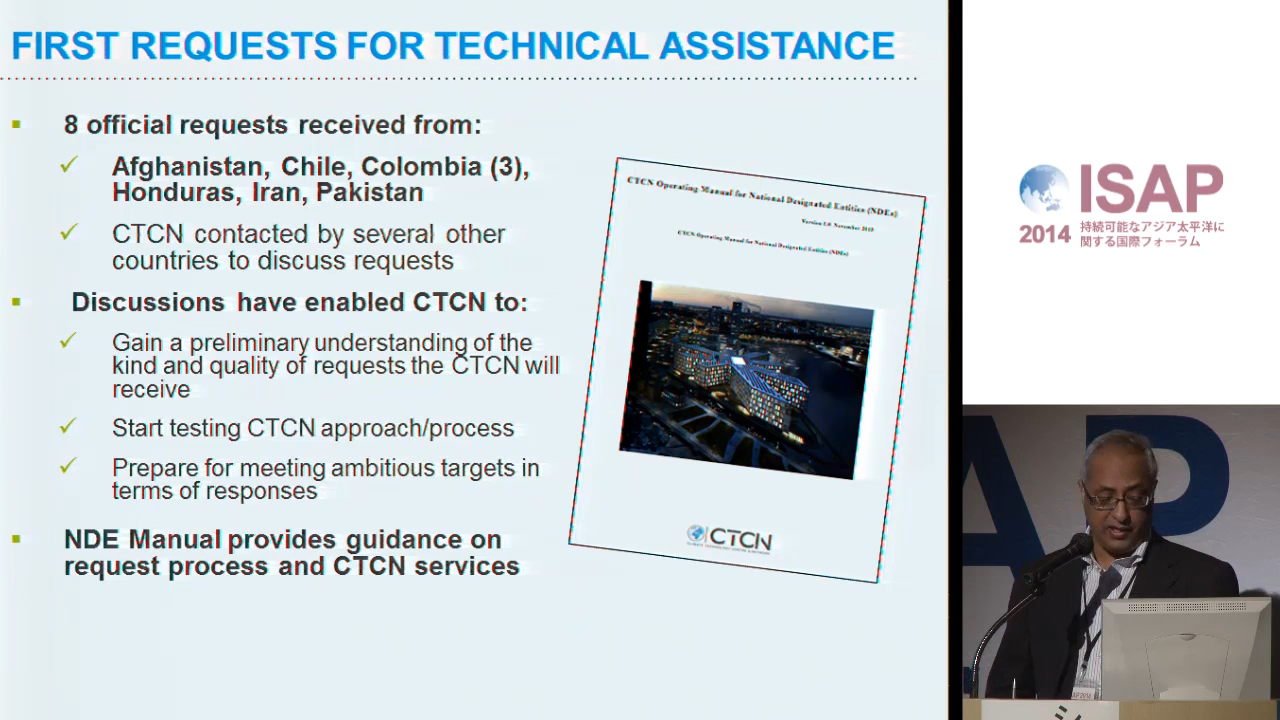 FIRST REQUESTS FOR TECHNICAL ASSISTANCE
8 official requests received from:
Afghanistan, Chile, Colombia (3),
Honduras, Iran, Pakistan
CTCN contacted by several other
countries to discuss requests
Discussions have enabled CTCN to:
Gain a preliminary understanding of the
kind and quality of requests the CTCN will
receive
Start testing CTCN approach/process
Prepare for meeting ambitious targets in
terms of responses
NDE Manual provides guidance on
request process and CTCN services
CTCN Operating Manual for National Designated Entities (NDEs)
November 2013
CTCN Operating Manual for National Designated Entities (NDEs)
CTCN
CLIMATE TECHNOLOGY CENTRE & NETWORK
ISAP
2014 持続可能なアジア太平洋に
関する国際フォーラム
AP